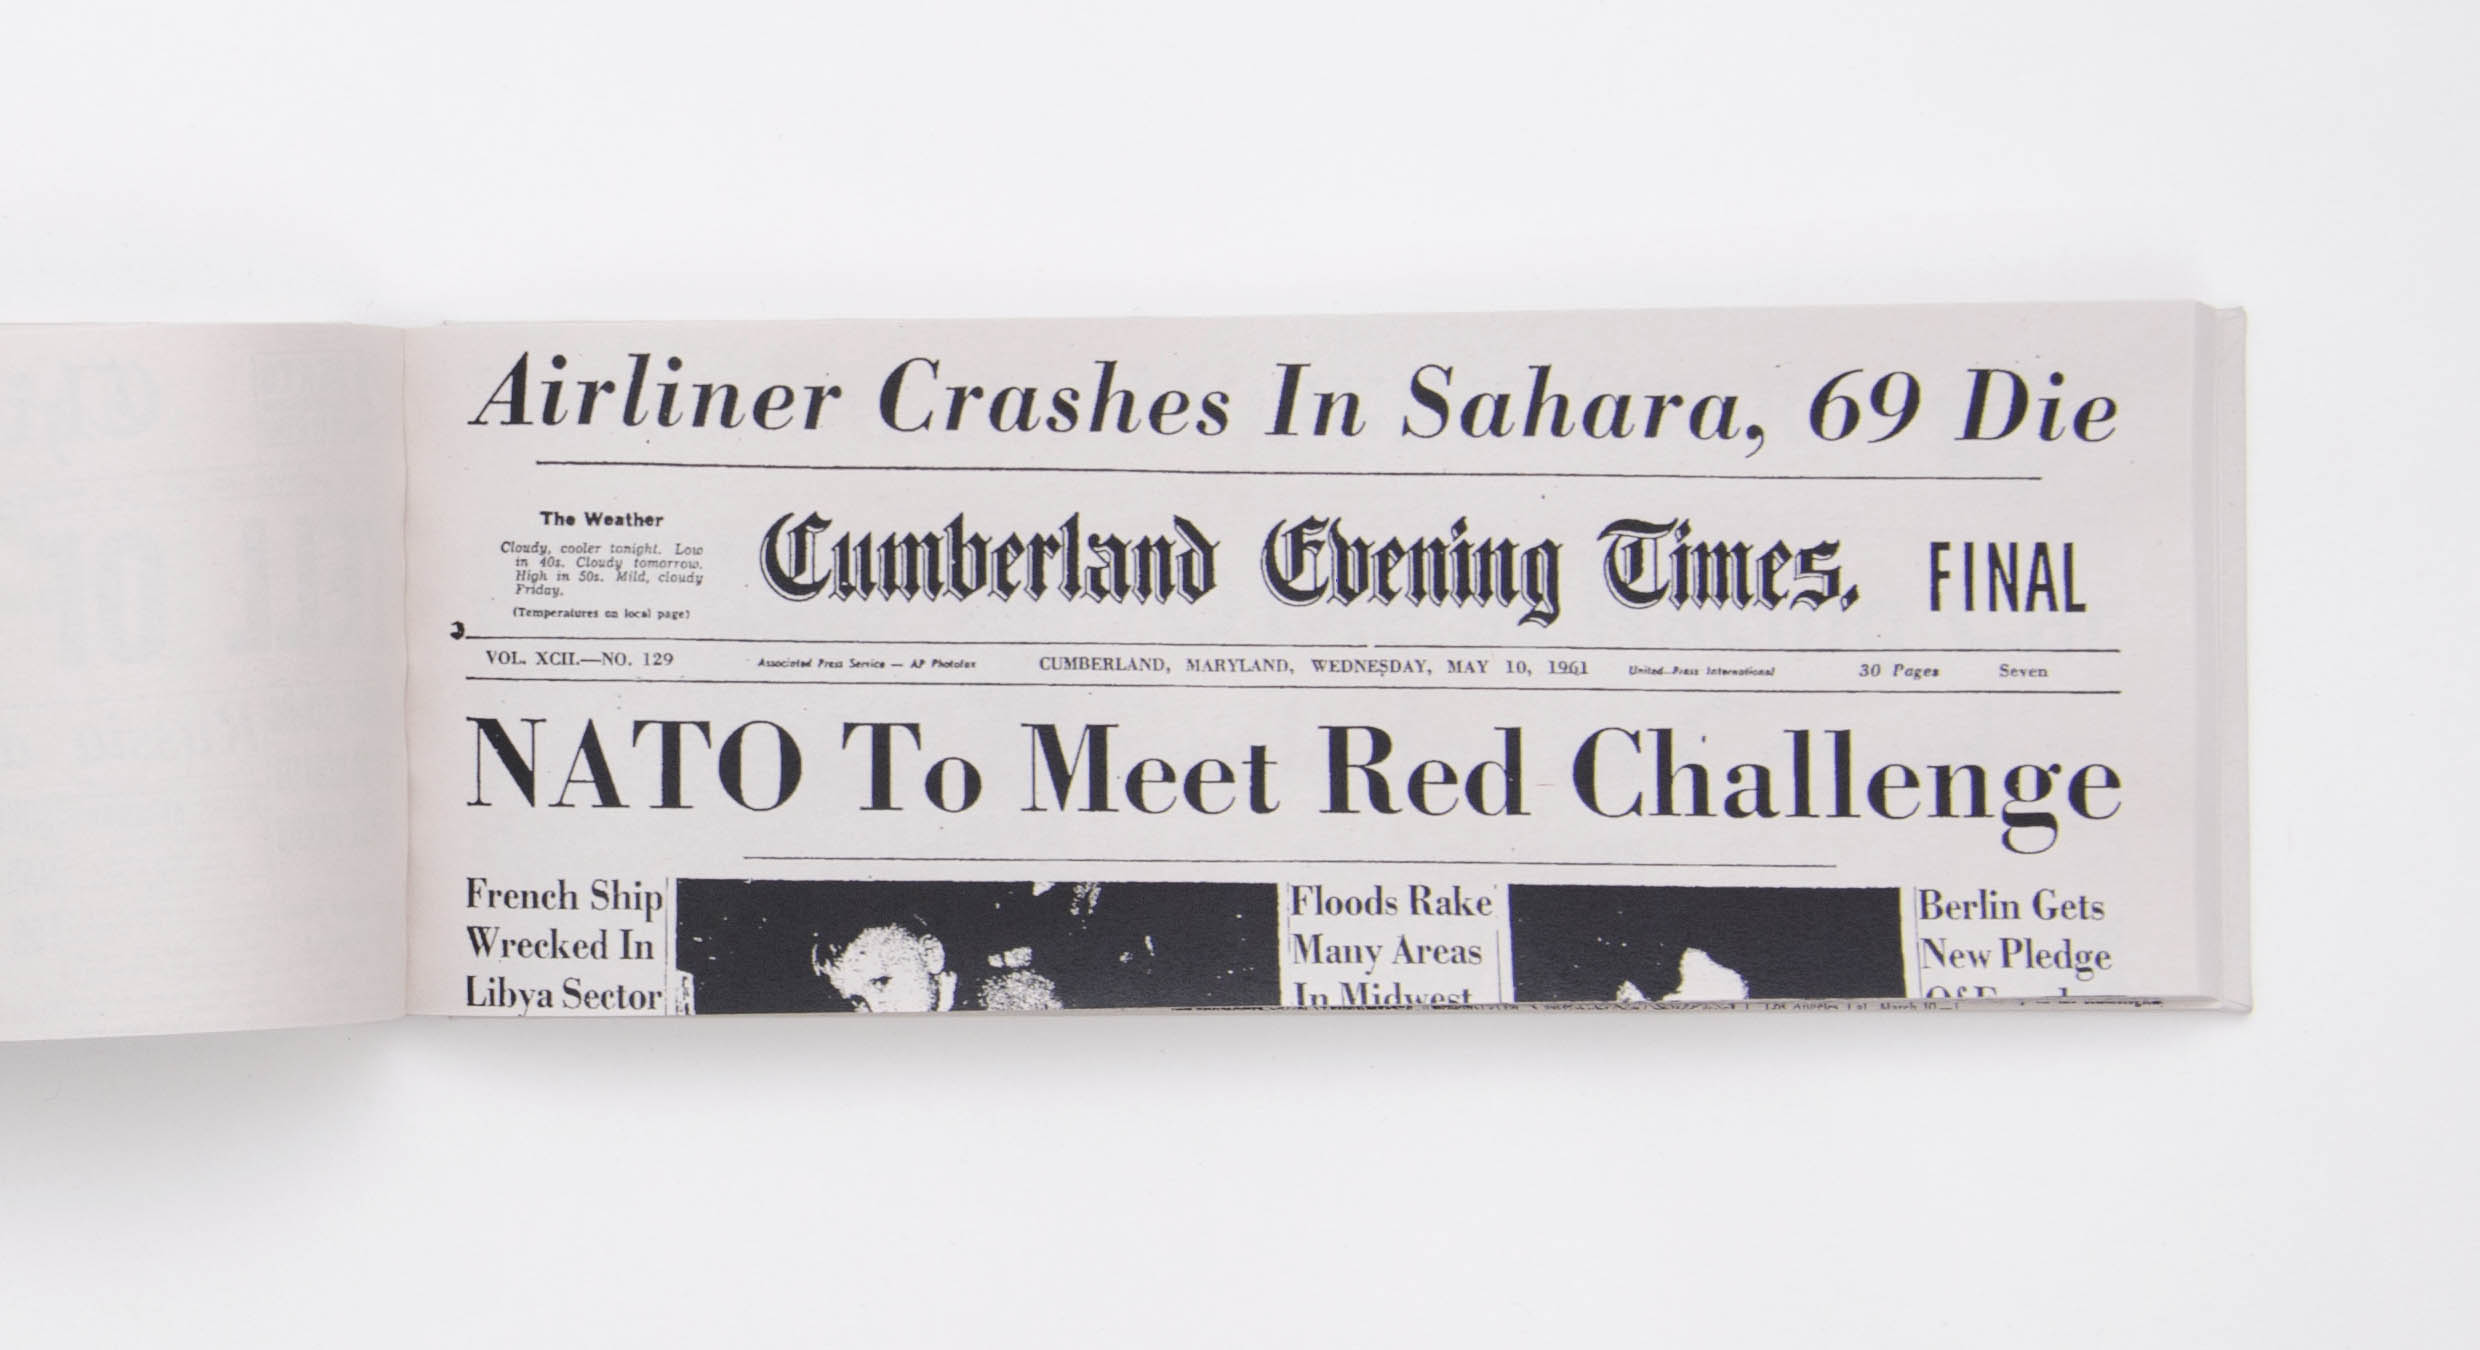 Airliner Crashes In Sahara, 69 Die
The Weather
Cloudy, cooler tonight. Low
in 40s. Cloudy tomorrow.
High in 50s. Mild, cloudy
Friday.
(Temperatures on local page)
Cumberland Evening Times.
FINAL
VOL. XCII.—NO. 129
Associated Press Service — AP Photofax
CUMBERLAND, MARYLAND, WEDNESDAY, MAY 10, 1961
United Press International
30 Pages
Seven
NATO To Meet Red Challenge
French Ship
Wrecked In
Libya Sector
Floods Rake
Many Areas
In Midwest
Berlin Gets
New Pledge